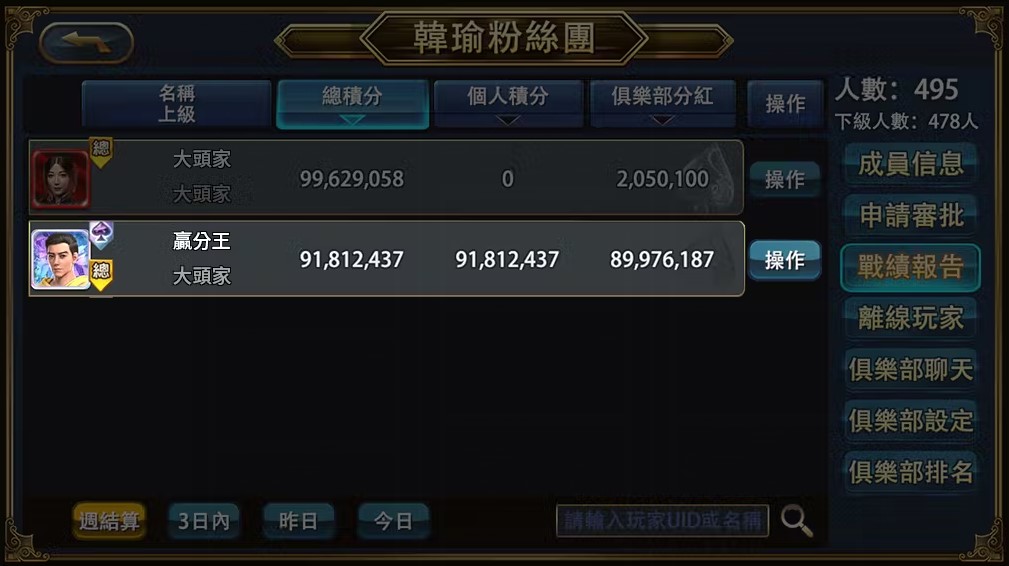 韓瑜粉絲團
名稱
上級
總積分
個人積分
俱樂部分紅
操作
人數：495
下級人數：478人
總
大頭家
大頭家
99,629,058
0
2,050,100
操作
總
贏分王
大頭家
91,812,437
91,812,437
89,976,187
操作
成員信息
申請審批
戰績報告
離線玩家
俱樂部聊天
俱樂部設定
俱樂部排名
週結算
3日內
昨日
今日
請輸入玩家UID或名稱